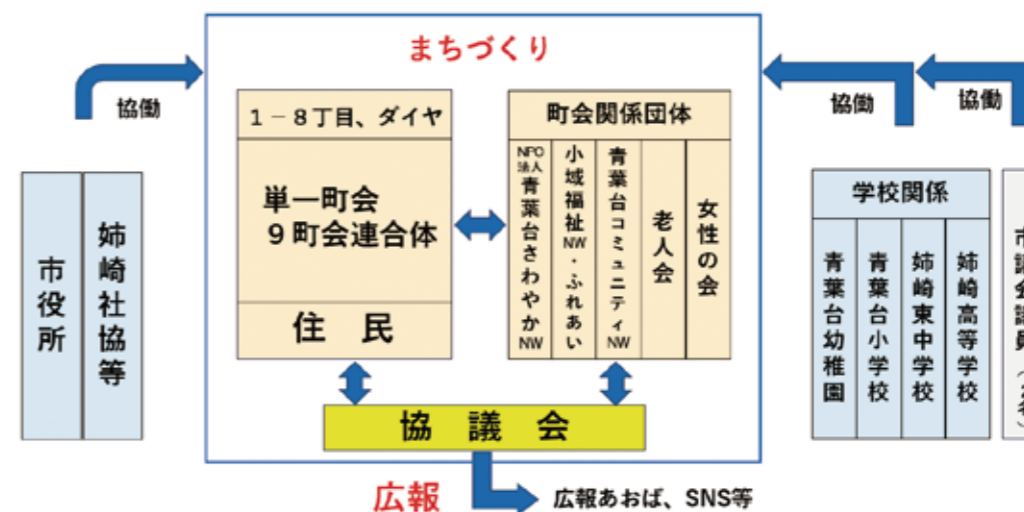 まちづくり
協働
協働
協働
1－8丁目、ダイヤ
単一町会
9町会連合体
住　民
町会関係団体
NPO法人青葉台さわやかNW
小域福祉NW・ふれあい
青葉台コミュニティNW
老人会
女性の会
市役所
姉崎社協等
学校関係
青葉台幼稚園
青葉台小学校
姉崎東中学校
姉崎高等学校
市議会議員
協　議　会
広報
広報あおば、SNS等